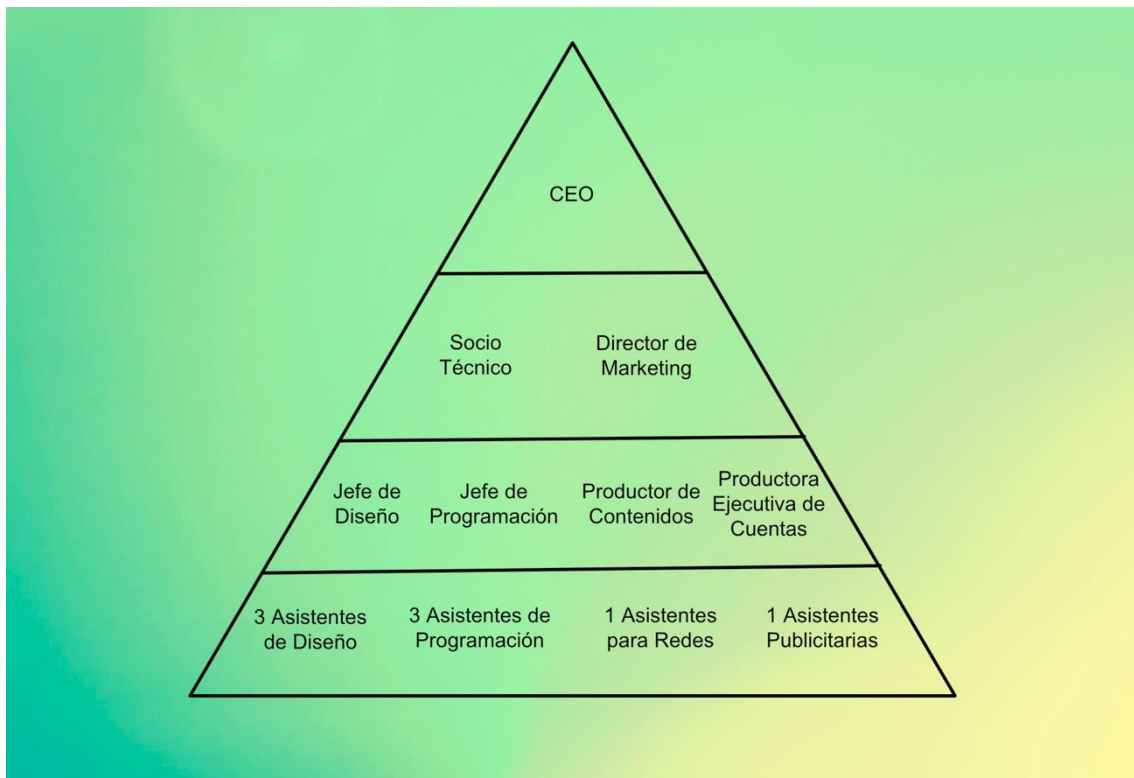 CEO
Socio
Técnico
Director de
Marketing
Jefe de
Diseño
Jefe de
Programación
Productor de
Contenidos
Productora
Ejecutiva de
Cuentas
3 Asistentes
de Diseño
3 Asistentes de
Programación
1 Asistentes
para Redes
1 Asistentes
Publicitarias